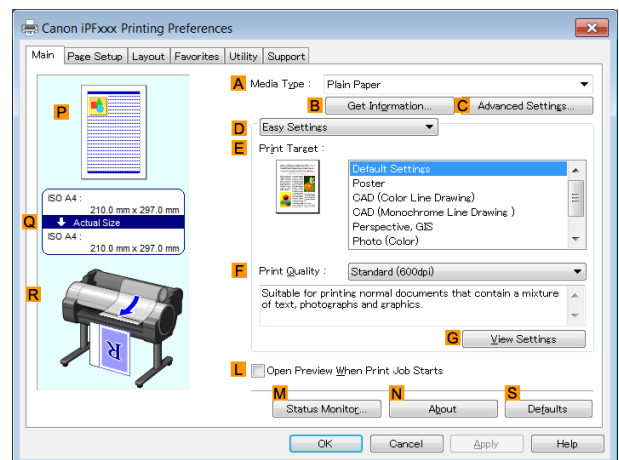 Canon iPFxxx Printing Preferences
Main Page Setup Layout Favorites Utility Support
A Media Type : Plain Paper
B Get Information... C Advanced Settings...
D Easy Settings
E Print Target :
Default Settings
Poster
CAD (Color Line Drawing)
CAD (Monochrome Line Drawing )
Perspective, GIS
Photo (Color)
F Print Quality : Standard (600dpi)
Suitable for printing normal documents that contain a mixture
of text, photographs and graphics.
G View Settings
P
ISO A4 :
210.0 mm x 297.0 mm
Q Actual Size
ISO A4 :
210.0 mm x 297.0 mm
R
R
L Open Preview When Print Job Starts
M N S
Status Monitor... About Defaults
OK Cancel Apply Help